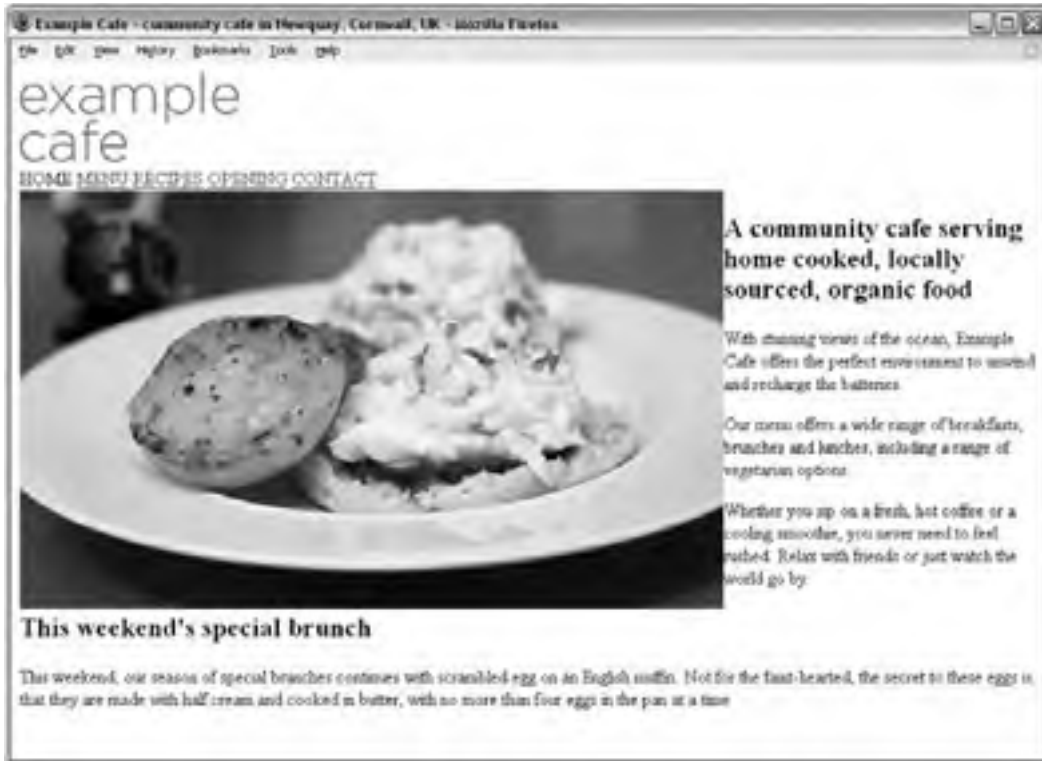 Example Cafe - community cafe in Newquay, Cornwall, UK - Mozilla Firefox
File Edit View History Bookmarks Tools Help
example
cafe
HOME MENU RECIPES OPENING CONTACT
A community cafe serving
home cooked, locally
sourced, organic food
With stunning views of the ocean, Example
Cafe offers the perfect environment to unwind
and recharge the batteries.
Our menu offers a wide range of breakfasts,
brunches and lunches, including a range of
vegetarian options.
Whether you sip on a fresh, hot coffee or a
cooling smoothie, you never need to feel
rushed. Relax with friends or just watch the
world go by.
This weekend's special brunch
This weekend, our season of special brunches continues with scrambled egg on an English muffin. Not for the faint-hearted, the secret to these eggs is
that they are made with half cream and cooked in butter, with no more than four eggs in the pan at a time.